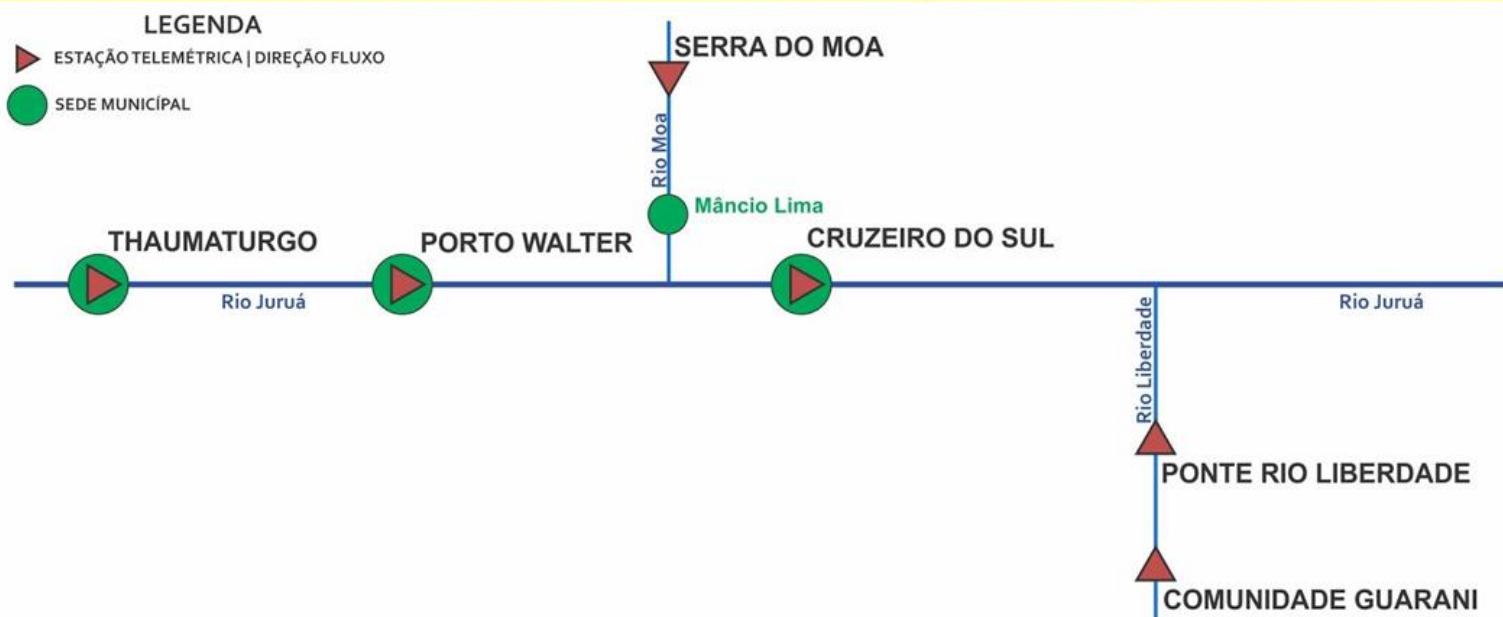 LEGENDA
ESTAÇÃO TELEMÉTRICA | DIREÇÃO FLUXO
SEDE MUNICÍPAL
SERRA DO MOA
Rio Moa
Mâncio Lima
THAUMATURGO
PORTO WALTER
CRUZEIRO DO SUL
Rio Juruá
Rio Juruá
Rio Liberdade
PONTE RIO LIBERDADE
COMUNIDADE GUARANI